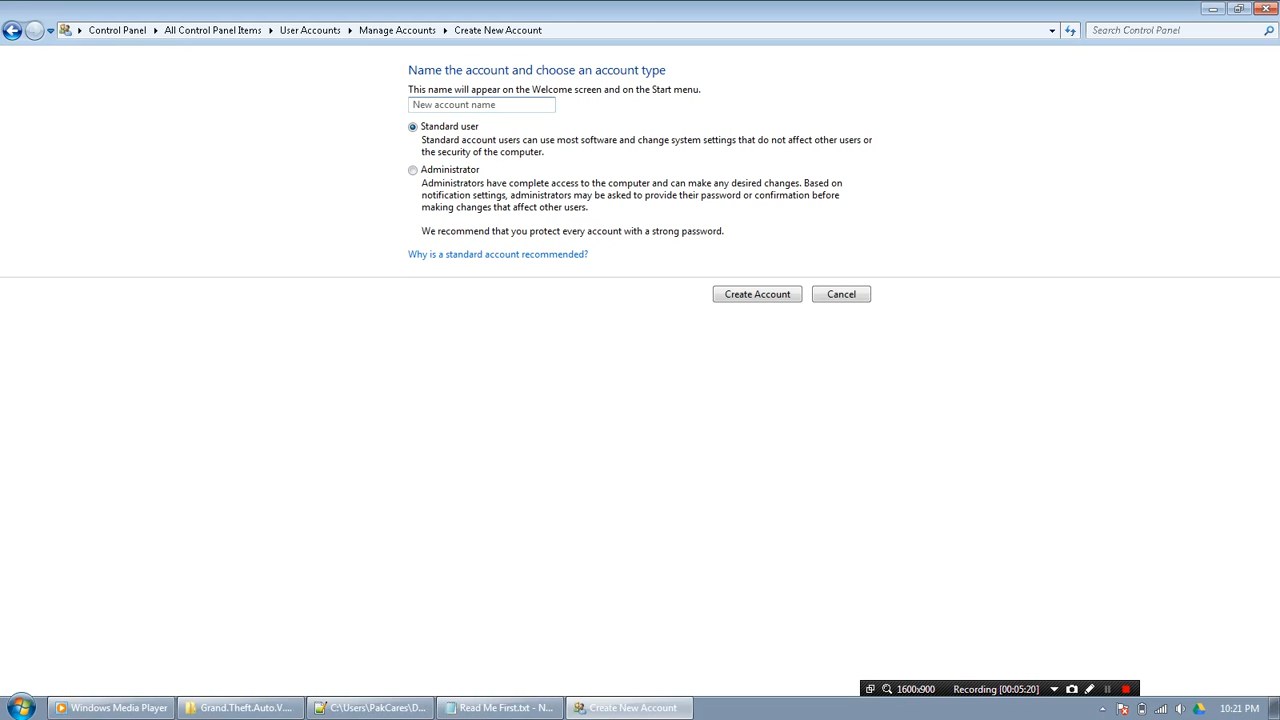 Control Panel All Control Panel Items User Accounts Manage Accounts Create New Account Search Control Panel
Name the account and choose an account type
This name will appear on the Welcome screen and on the Start menu.
New account name
Standard user
Standard account users can use most software and change system settings that do not affect other users or
the security of the computer.
Administrator
Administrators have complete access to the computer and can make any desired changes. Based on
notification settings, administrators may be asked to provide their password or confirmation before
making changes that affect other users.
We recommend that you protect every account with a strong password.
Why is a standard account recommended?
Create Account Cancel
1600x900 Recording [00:05:20]
Windows Media Player Grand.Theft.Auto.V.... C:\Users\PakCares\D... Read Me First.txt - N... Create New Account 10:21 PM